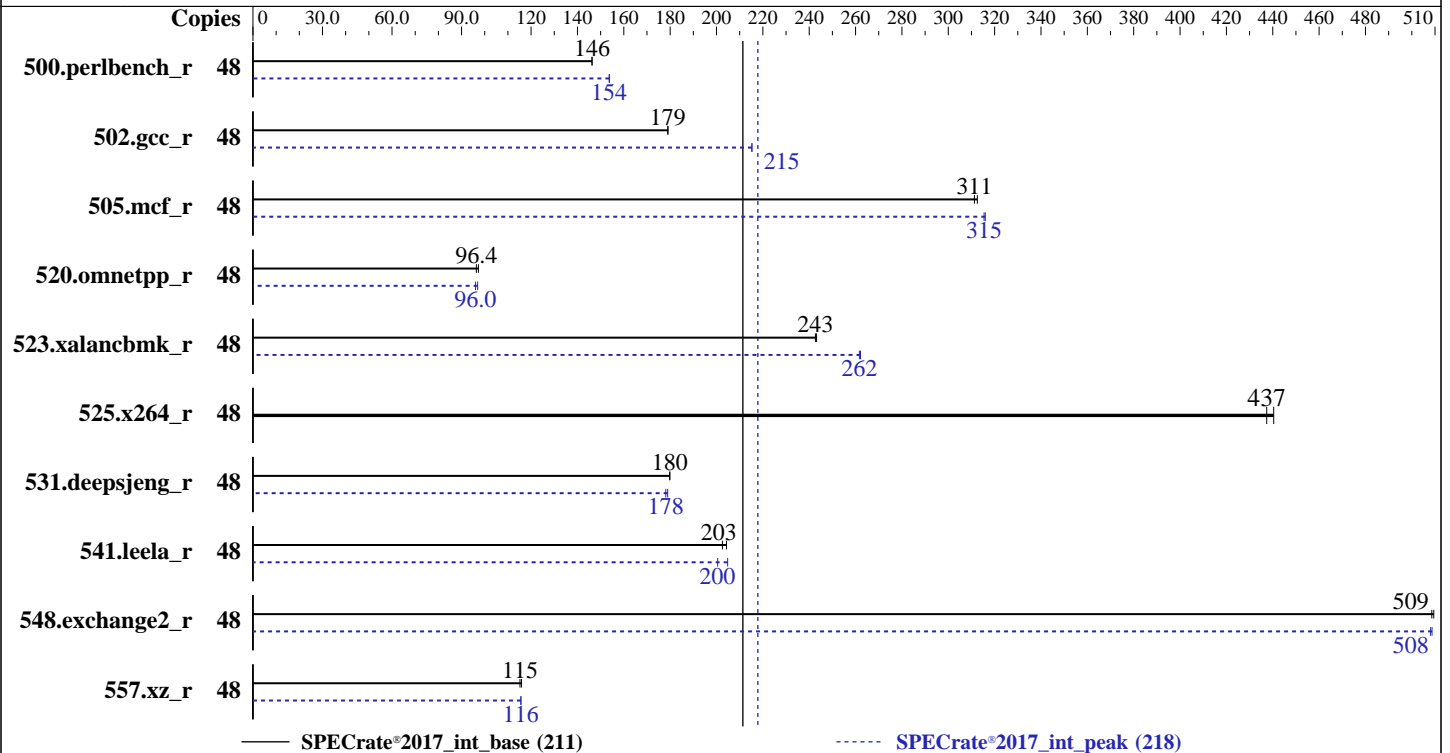 Copies 0 30.0 60.0 90.0 120 140 160 180 200 220 240 260 280 300 320 340 360 380 400 420 440 460 480 510
146
500.perlbench_r 48
154
179
502.gcc_r 48
215
311
505.mcf_r 48
315
96.4
520.omnetpp_r 48
96.0
243
523.xalancbmk_r 48
262
437
525.x264_r 48
180
531.deepsjeng_r 48
178
203
541.leela_r 48
200
509
548.exchange2_r 48
508
115
557.xz_r 48
116
SPECrate®2017_int_base (211) SPECrate®2017_int_peak (218)